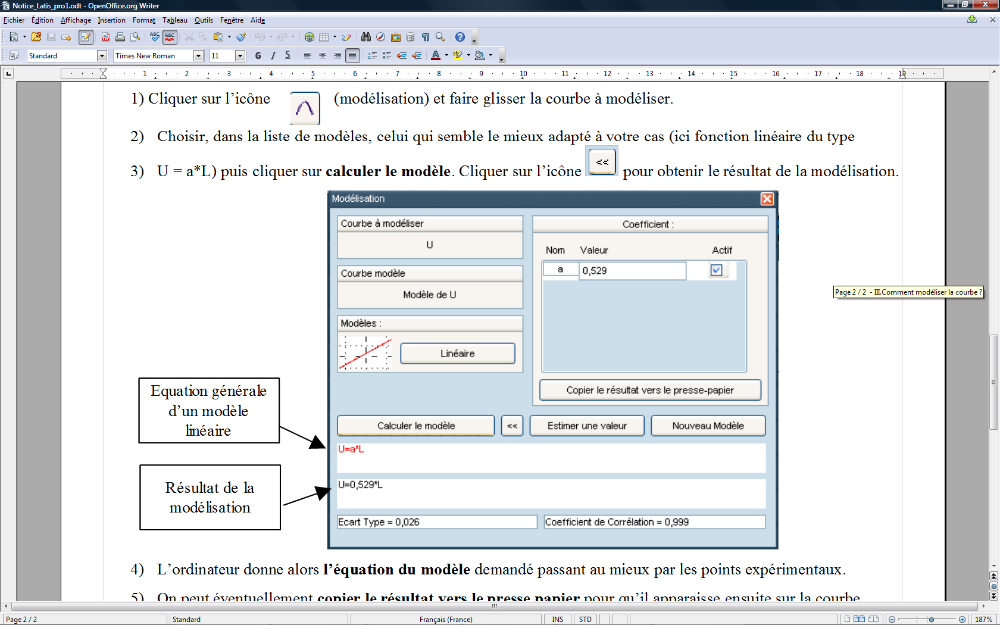 Notice_Latis_pro1.odt - OpenOffice.org Writer
Fichier Édition Affichage Insertion Format Tableau Outils Fenêtre Aide
Standard Times New Roman 11 G I S
1 2 3 4 5 6 7 8 9 10 11 12 13 14 15 16 17 18 19
1) Cliquer sur l’icône (modélisation) et faire glisser la courbe à modéliser.
2) Choisir, dans la liste de modèles, celui qui semble le mieux adapté à votre cas (ici fonction linéaire du type
3) U = a*L) puis cliquer sur calculer le modèle. Cliquer sur l’icône << pour obtenir le résultat de la modélisation.
Modélisation
Courbe à modéliser
U
Courbe modèle
Modèle de U
Modèles :
Linéaire
Coefficient :
Nom Valeur Actif
a 0,529
Copier le résultat vers le presse-papier
Page 2 / 2 - III.Comment modéliser la courbe ?
Calculer le modèle << Estimer une valeur Nouveau Modèle
Equation générale
d’un modèle
linéaire
U=a*L
Résultat de la
modélisation
U=0,529*L
Ecart Type = 0,026 Coefficient de Corrélation = 0,999
4) L’ordinateur donne alors l’équation du modèle demandé passant au mieux par les points expérimentaux.
5) On peut éventuellement copier le résultat vers le presse papier pour qu’il apparaisse ensuite sur la courbe
Page 2 / 2 Standard Français (France) INS STD 187%